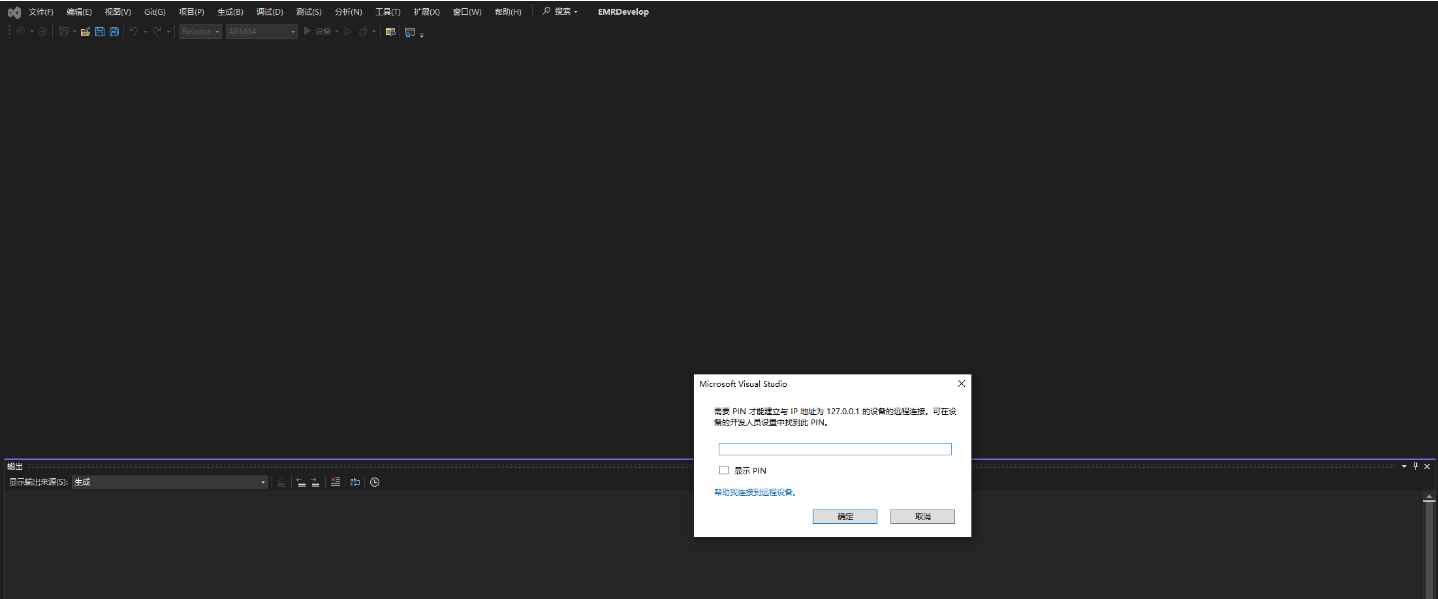 文件(F) 编辑(E) 视图(V) Git(G) 项目(P) 生成(B) 调试(D) 测试(S) 分析(N) 工具(T) 扩展(X) 窗口(W) 帮助(H) 搜索 EMRDevelop
Release ARM64
Microsoft Visual Studio
需要 PIN 才能建立与 IP 地址为 127.0.0.1 的设备的远程连接。可在设
备的开发人员设置中找到此 PIN。
显示 PIN
帮助我连接到远程设备。
确定 取消
输出
显示输出来源(S): 生成